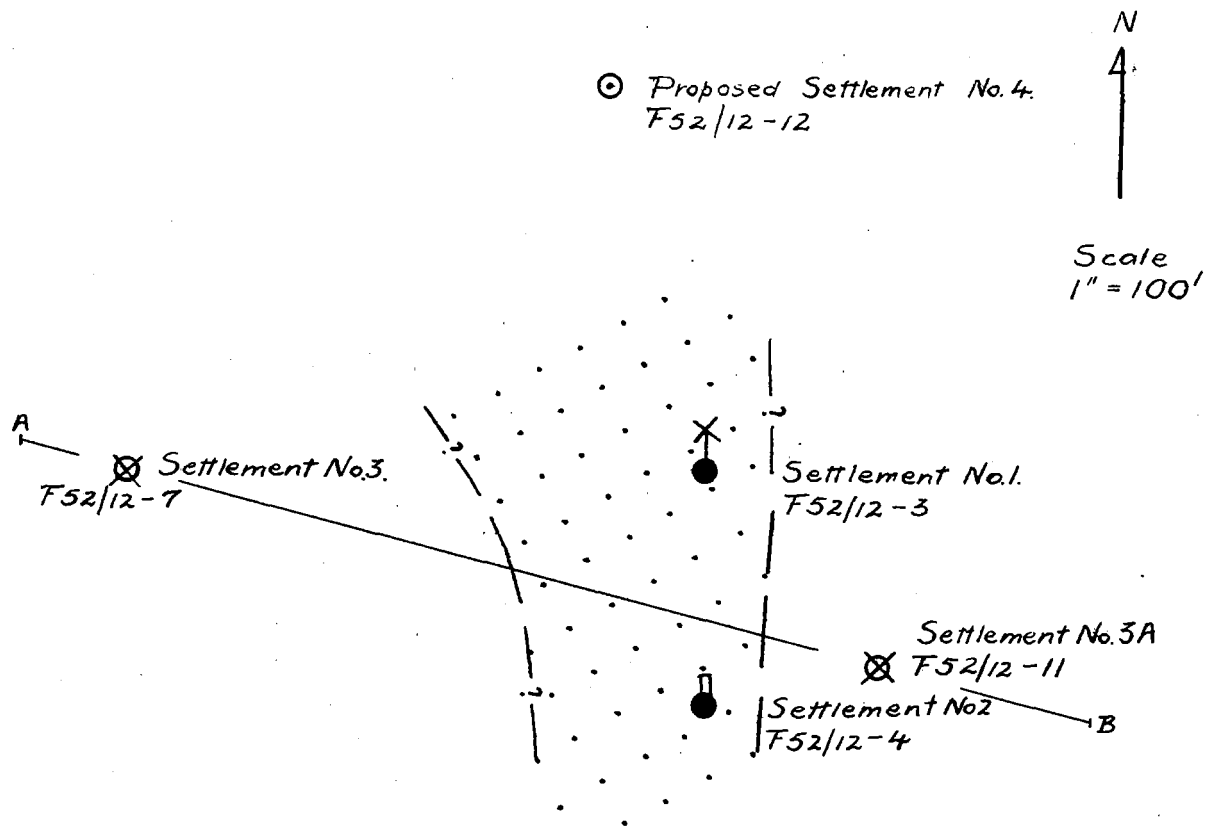 N
Proposed Settlement No.4.
F52/12-12
Scale
1" = 100'
A
?
?
Settlement No.3.
F52/12-7
Settlement No.1.
F52/12-3
Settlement No.3A
F52/12-11
?
Settlement No2
F52/12-4
B